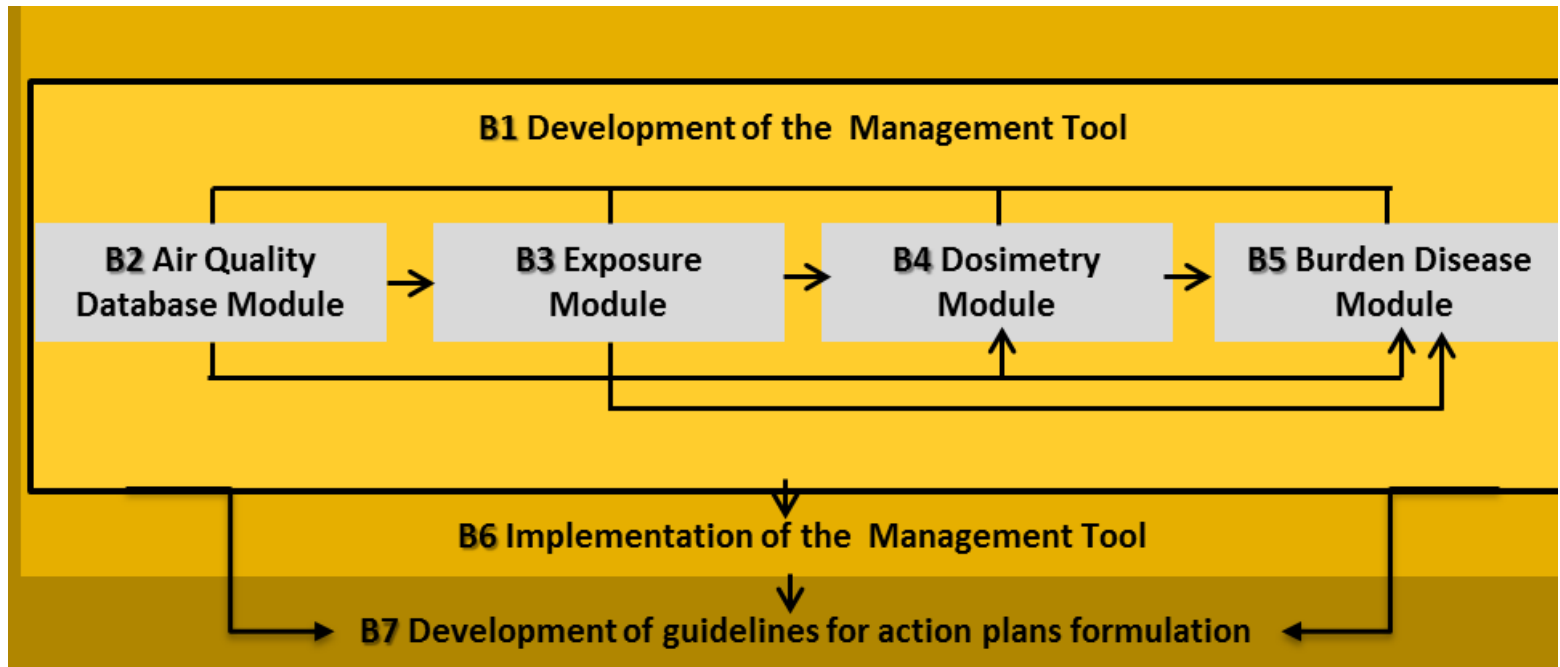 B1 Development of the Management Tool
B2 Air Quality
Database Module
B3 Exposure
Module
B4 Dosimetry
Module
B5 Burden Disease
Module
B6 Implementation of the Management Tool
B7 Development of guidelines for action plans formulation